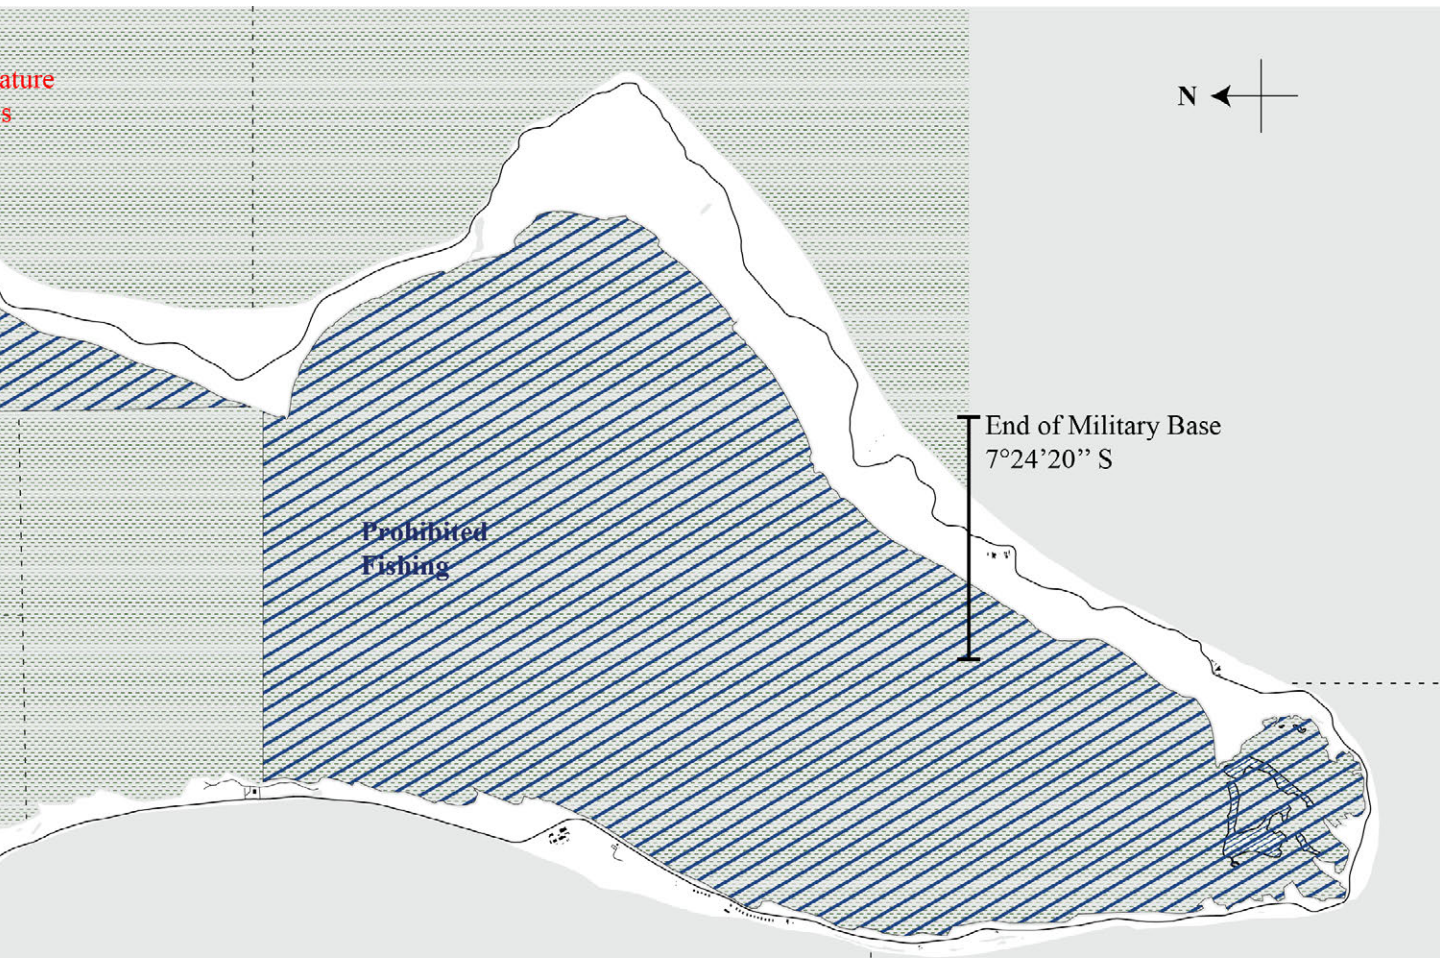 ature
s
N
End of Military Base
7°24’20’’ S
Prohibited
Fishing